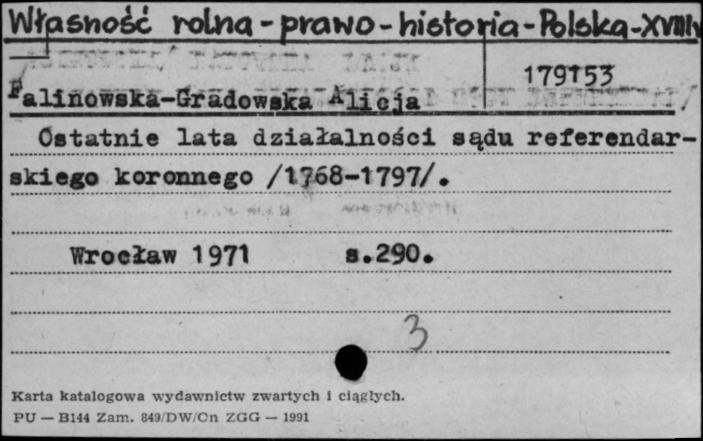 Własność rolna - prawo - historia - Polska - XVIII w
179153
Falinowska-Gradowska Alicja
Ostatnie lata działalności sądu referendar-
skiego koronnego /1768-1797/.
Wrocław 1971 s.290.
3
Karta katalogowa wydawnictw zwartych i ciągłych.
PU — B144 Zam. 849/DW/Cn ZGG — 1991